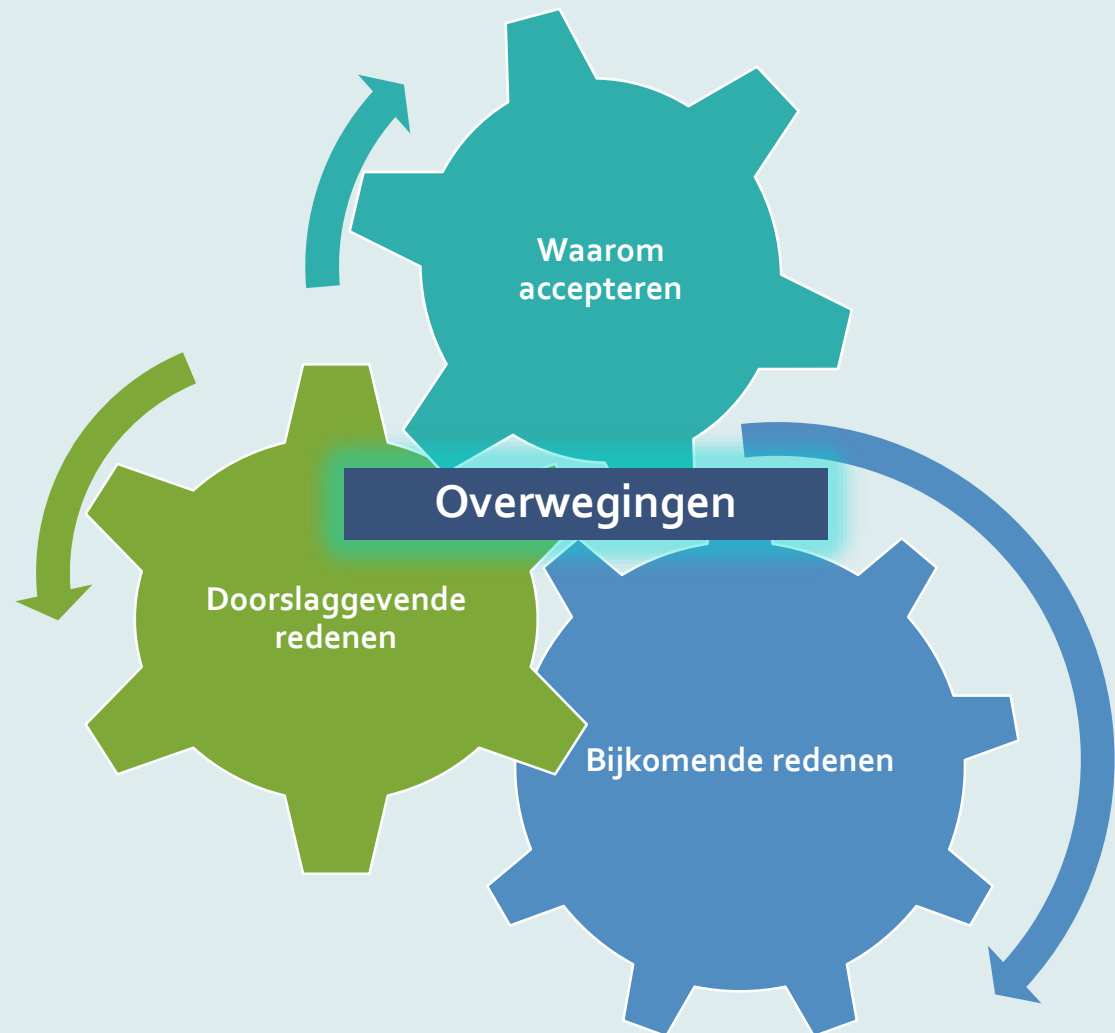 Waarom
accepteren
Overwegingen
Doorslaggevende
redenen
Bijkomende redenen